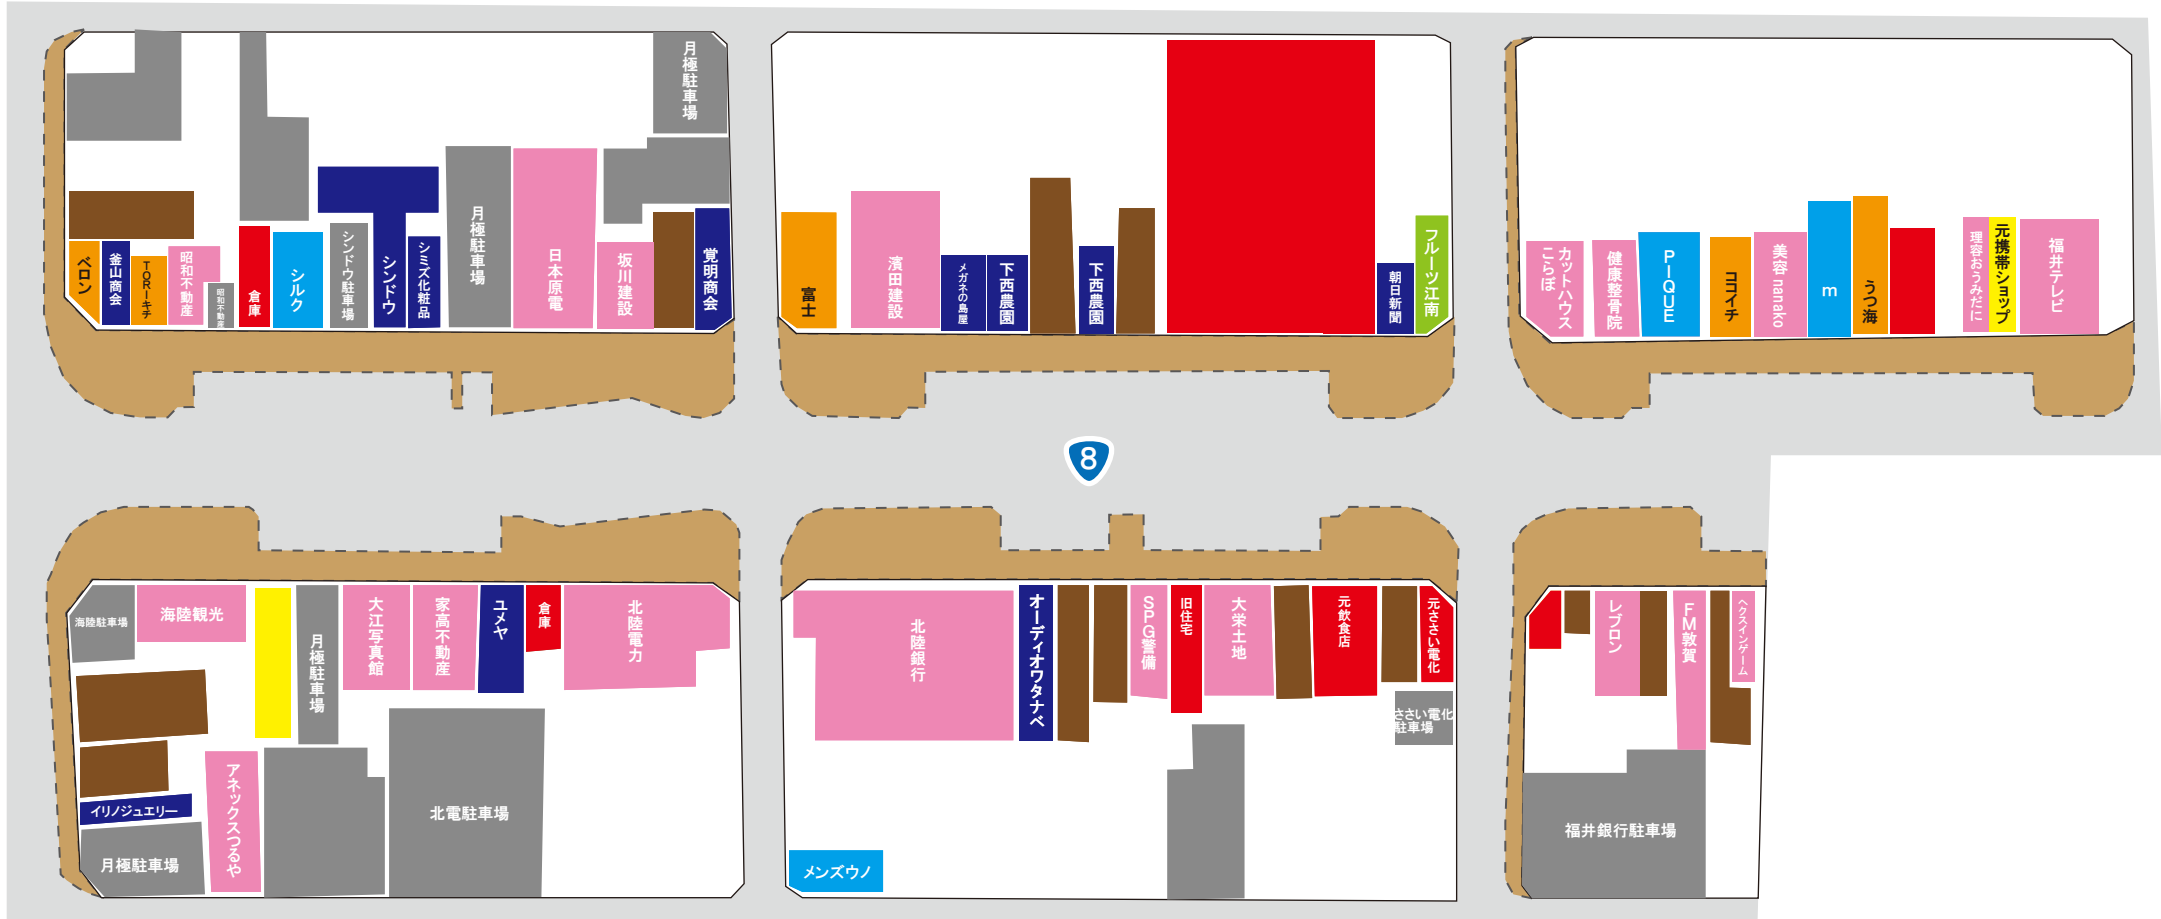 月極駐車場
ベロン
釜山商会
TORIーキチ
昭和不動産
昭和不動産
倉庫
シルク
シンドウ駐車場
シンドウ
シミズ化粧品
月極駐車場
日本原電
坂川建設
覚明商会
富士
濱田建設
メガネの島屋
下西農園
下西農園
朝日新聞
フルーツ江南
カットハウス
こらぼ
健康整骨院
PIQUE
ココイチ
美容nanako
m
うつ海
理容おうみだに
元携帯ショップ
福井テレビ
8
海陸駐車場
海陸観光
月極駐車場
大江写真館
家高不動産
ユメヤ
倉庫
北陸電力
イリノジュエリー
月極駐車場
アネックスつるや
北電駐車場
北陸銀行
オーディオワタナベ
SPG警備
旧住宅
大栄土地
元飲食店
元ささい電化
ささい電化
駐車場
メンズウノ
レブロン
FM敦賀
ヘクスインゲーム
福井銀行駐車場